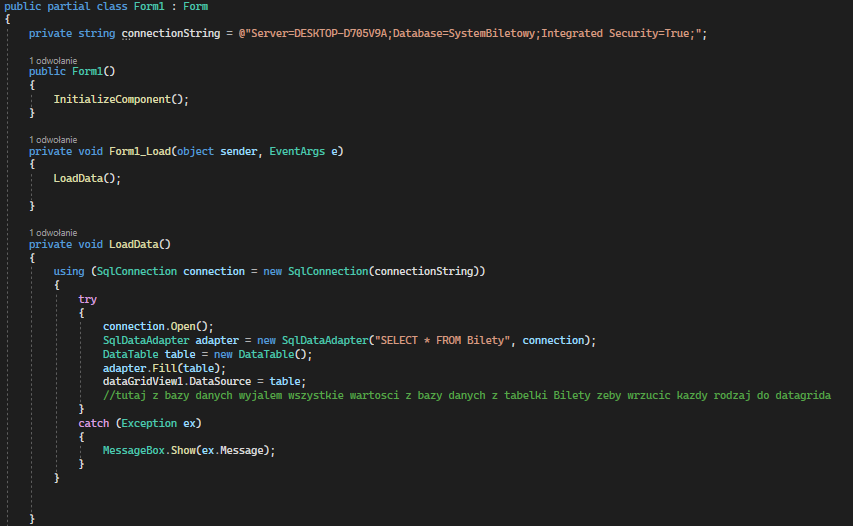 public partial class Form1 : Form
{
private string connectionString = @"Server=DESKTOP-D705V9A;Database=SystemBiletowy;Integrated Security=True;";
1 odwołanie
public Form1()
{
InitializeComponent();
}
1 odwołanie
private void Form1_Load(object sender, EventArgs e)
{
LoadData();
}
1 odwołanie
private void LoadData()
{
using (SqlConnection connection = new SqlConnection(connectionString))
{
try
{
connection.Open();
SqlDataAdapter adapter = new SqlDataAdapter("SELECT * FROM Bilety", connection);
DataTable table = new DataTable();
adapter.Fill(table);
dataGridView1.DataSource = table;
//tutaj z bazy danych wyjalem wszystkie wartosci z bazy danych z tabelki Bilety zeby wrzucic kazdy rodzaj do datagrida
}
catch (Exception ex)
{
MessageBox.Show(ex.Message);
}
}
}